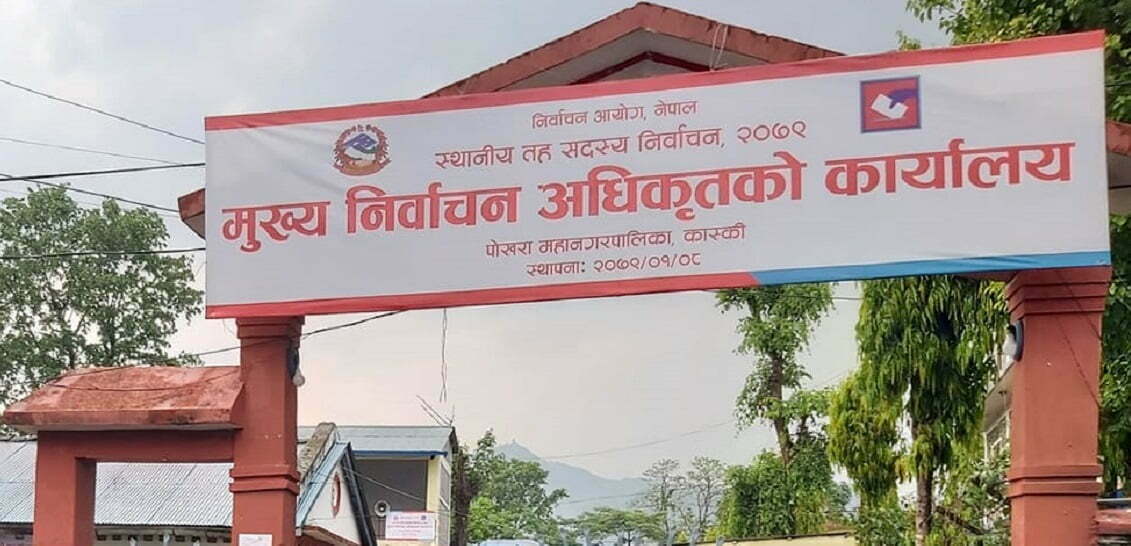 निर्वाचन आयोग, नेपाल
स्थानीय तह सदस्य निर्वाचन, २०७९
मुख्य निर्वाचन अधिकृतको कार्यालय
पोखरा महानगरपालिका, कास्की
स्थापना: २०७९/०१/०८